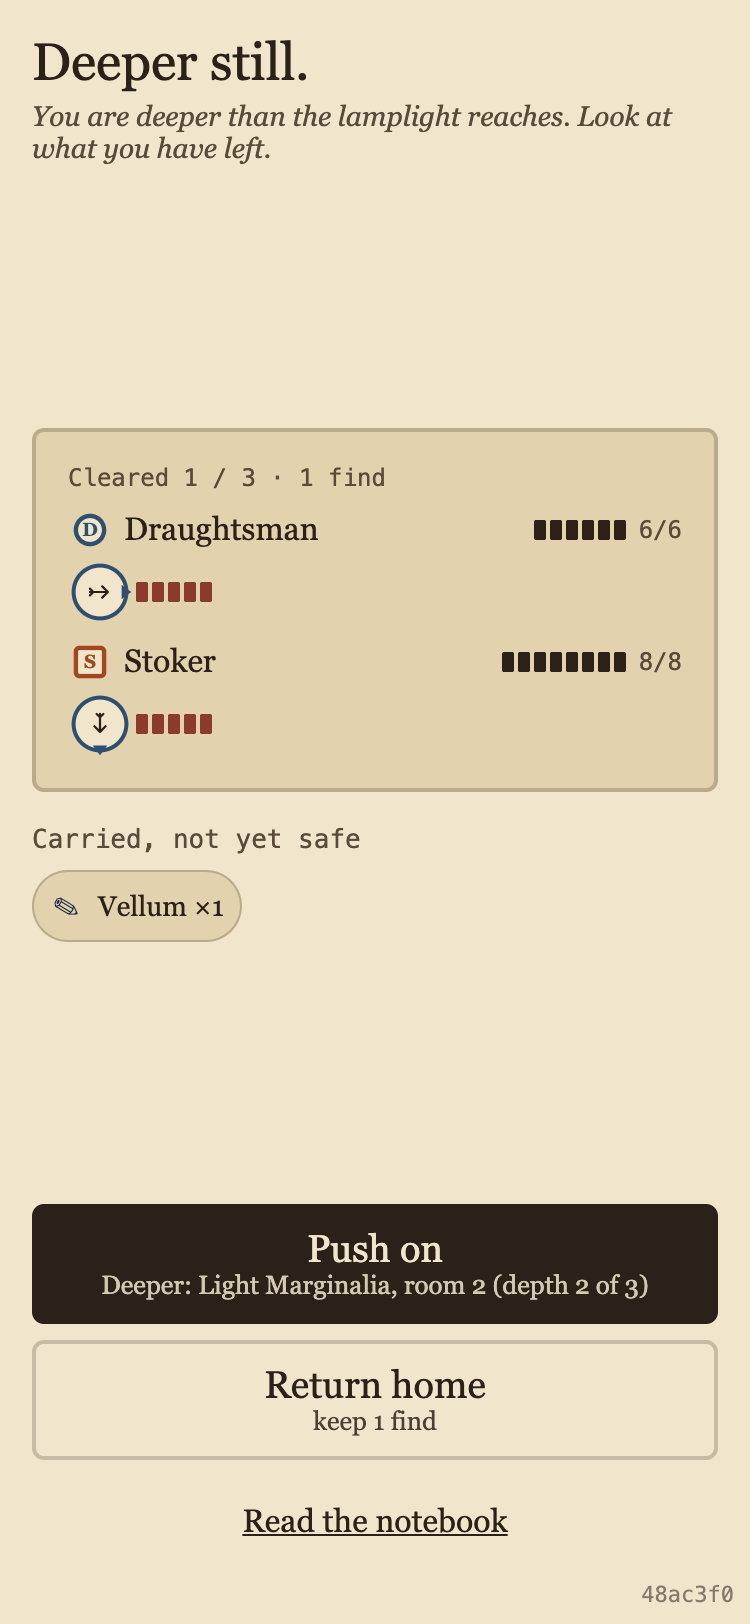 Deeper still.
You are deeper than the lamplight reaches. Look at
what you have left.
Cleared 1 / 3 · 1 find
D Draughtsman 6/6
S Stoker 8/8
Carried, not yet safe
Vellum ×1
Push on
Deeper: Light Marginalia, room 2 (depth 2 of 3)
Return home
keep 1 find
Read the notebook
48ac3f0